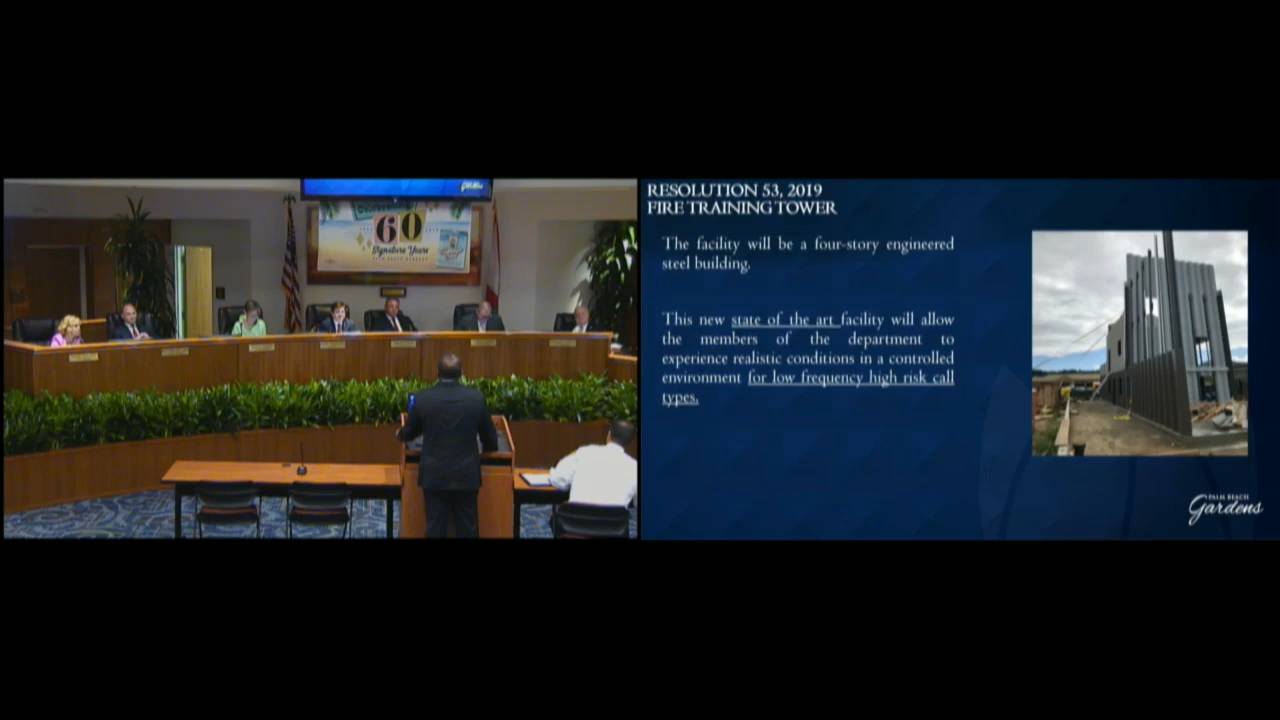 Gardens
60
Signature Years
RESOLUTION 53, 2019
FIRE TRAINING TOWER
The facility will be a four-story engineered
steel building.
This new state of the art facility will allow
the members of the department to
experience realistic conditions in a controlled
environment for low frequency high risk call
types.
PALM BEACH
Gardens